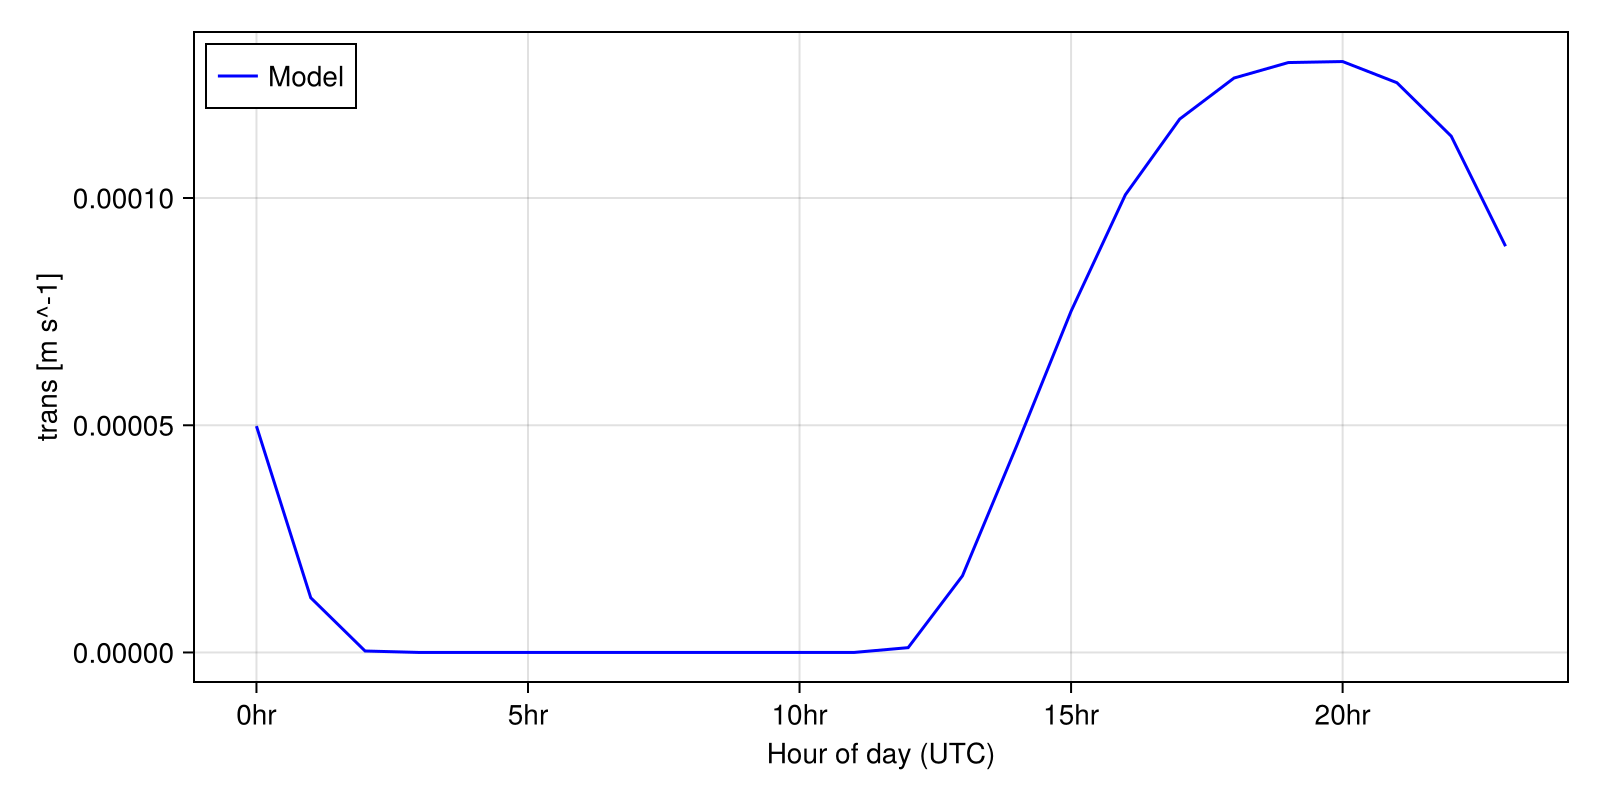 Model
trans [m s^-1]
0.00010
0.00005
0.00000
0hr 5hr 10hr 15hr 20hr
Hour of day (UTC)